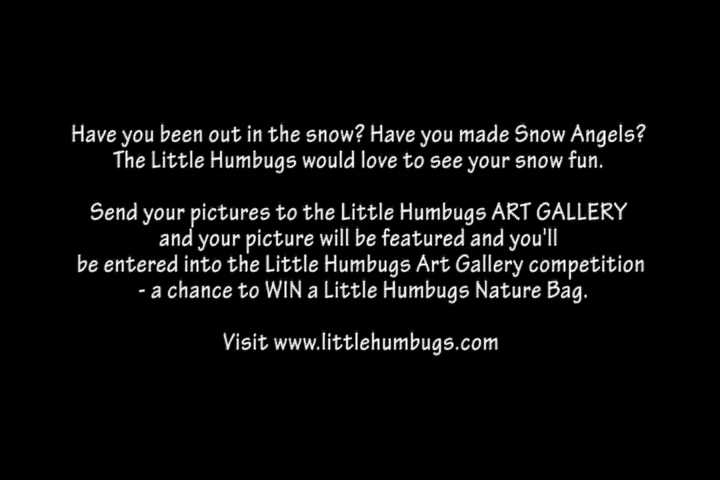 Have you been out in the snow? Have you made Snow Angels?
The Little Humbugs would love to see your snow fun.
Send your pictures to the Little Humbugs ART GALLERY
and your picture will be featured and you'll
be entered into the Little Humbugs Art Gallery competition
- a chance to WIN a Little Humbugs Nature Bag.
Visit www.littlehumbugs.com